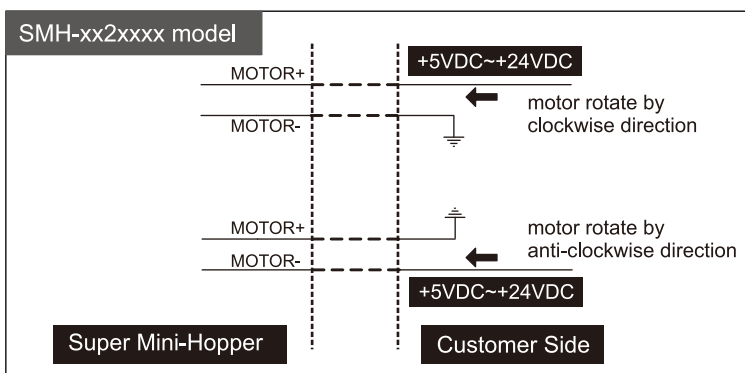 SMH-xx2xxxx model
+5VDC~+24VDC
MOTOR+
motor rotate by
clockwise direction
MOTOR-
MOTOR+
motor rotate by
anti-clockwise direction
MOTOR-
+5VDC~+24VDC
Super Mini-Hopper
Customer Side